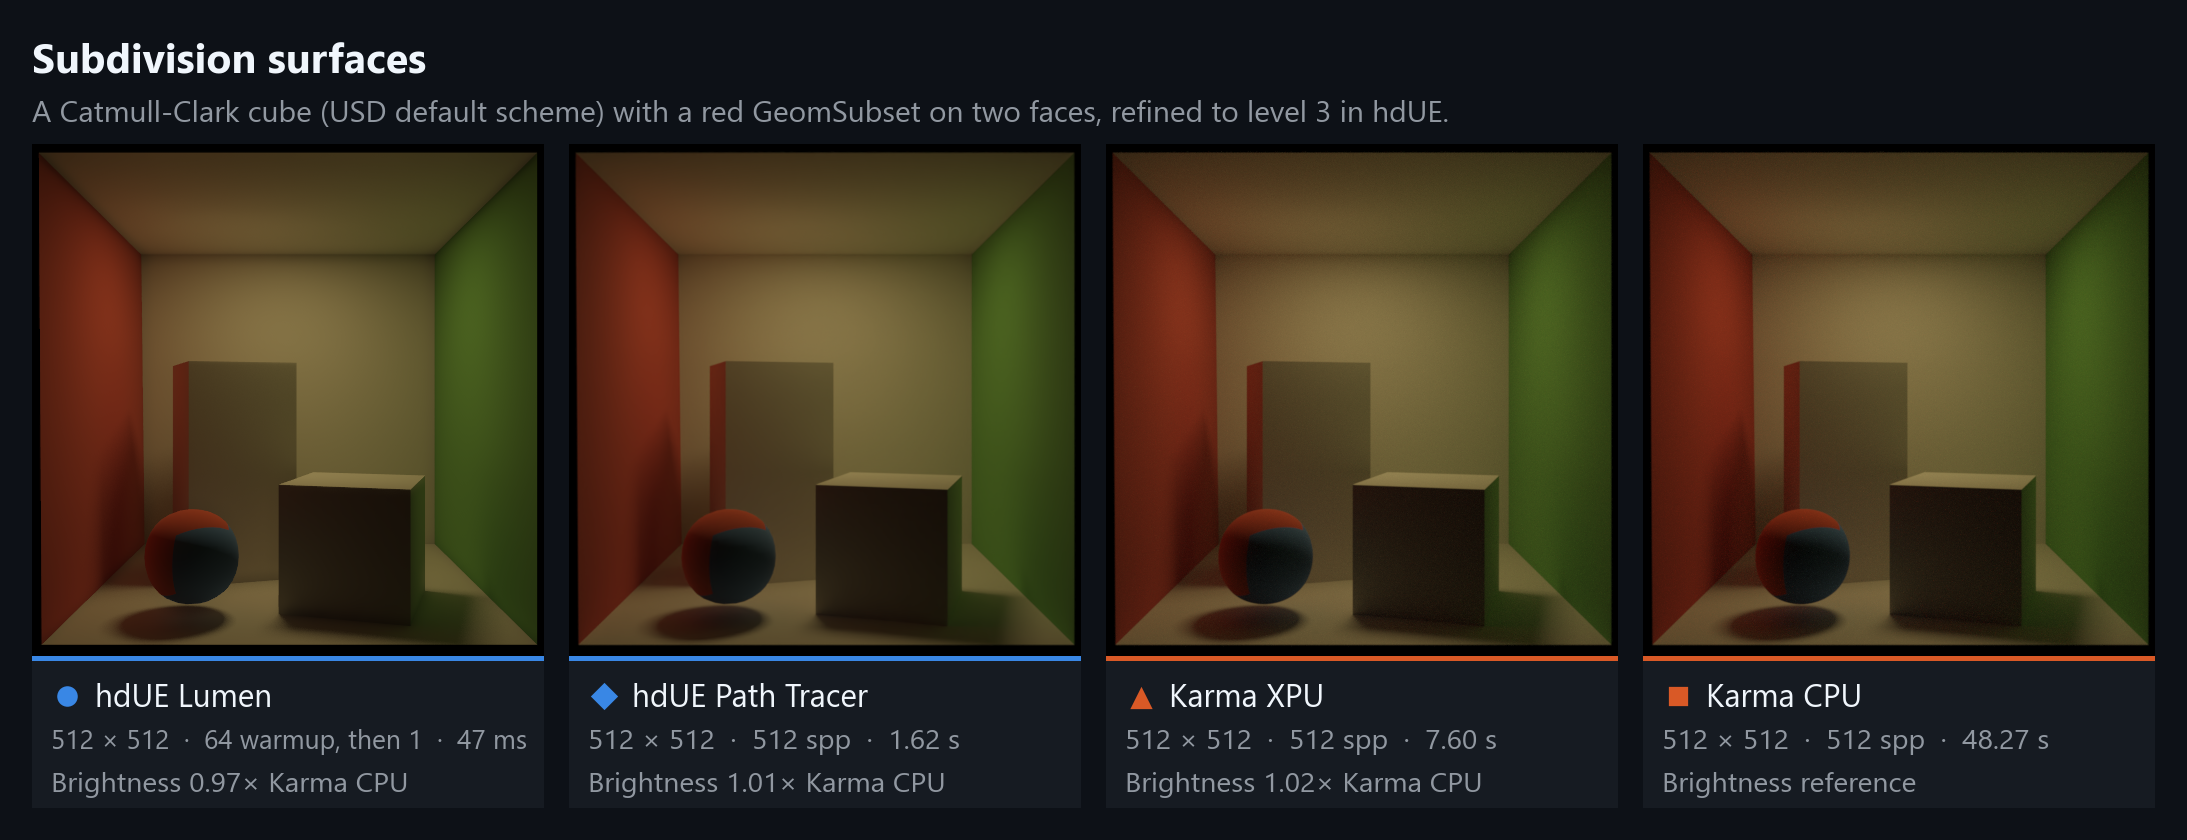 Subdivision surfaces
A Catmull-Clark cube (USD default scheme) with a red GeomSubset on two faces, refined to level 3 in hdUE.
hdUE Lumen
512 × 512 · 64 warmup, then 1 · 47 ms
Brightness 0.97× Karma CPU
hdUE Path Tracer
512 × 512 · 512 spp · 1.62 s
Brightness 1.01× Karma CPU
Karma XPU
512 × 512 · 512 spp · 7.60 s
Brightness 1.02× Karma CPU
Karma CPU
512 × 512 · 512 spp · 48.27 s
Brightness reference